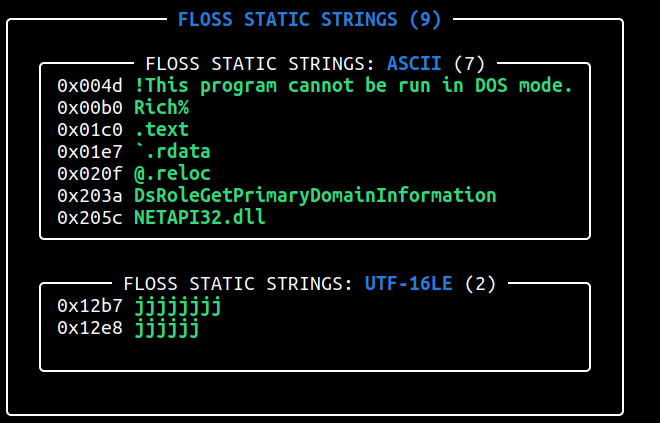 FLOSS STATIC STRINGS (9)
FLOSS STATIC STRINGS: ASCII (7)
0x004d !This program cannot be run in DOS mode.
0x00b0 Rich%
0x01c0 .text
0x01e7 `.rdata
0x020f @.reloc
0x203a DsRoleGetPrimaryDomainInformation
0x205c NETAPI32.dll
FLOSS STATIC STRINGS: UTF-16LE (2)
0x12b7 jjjjjjjj
0x12e8 jjjjjj